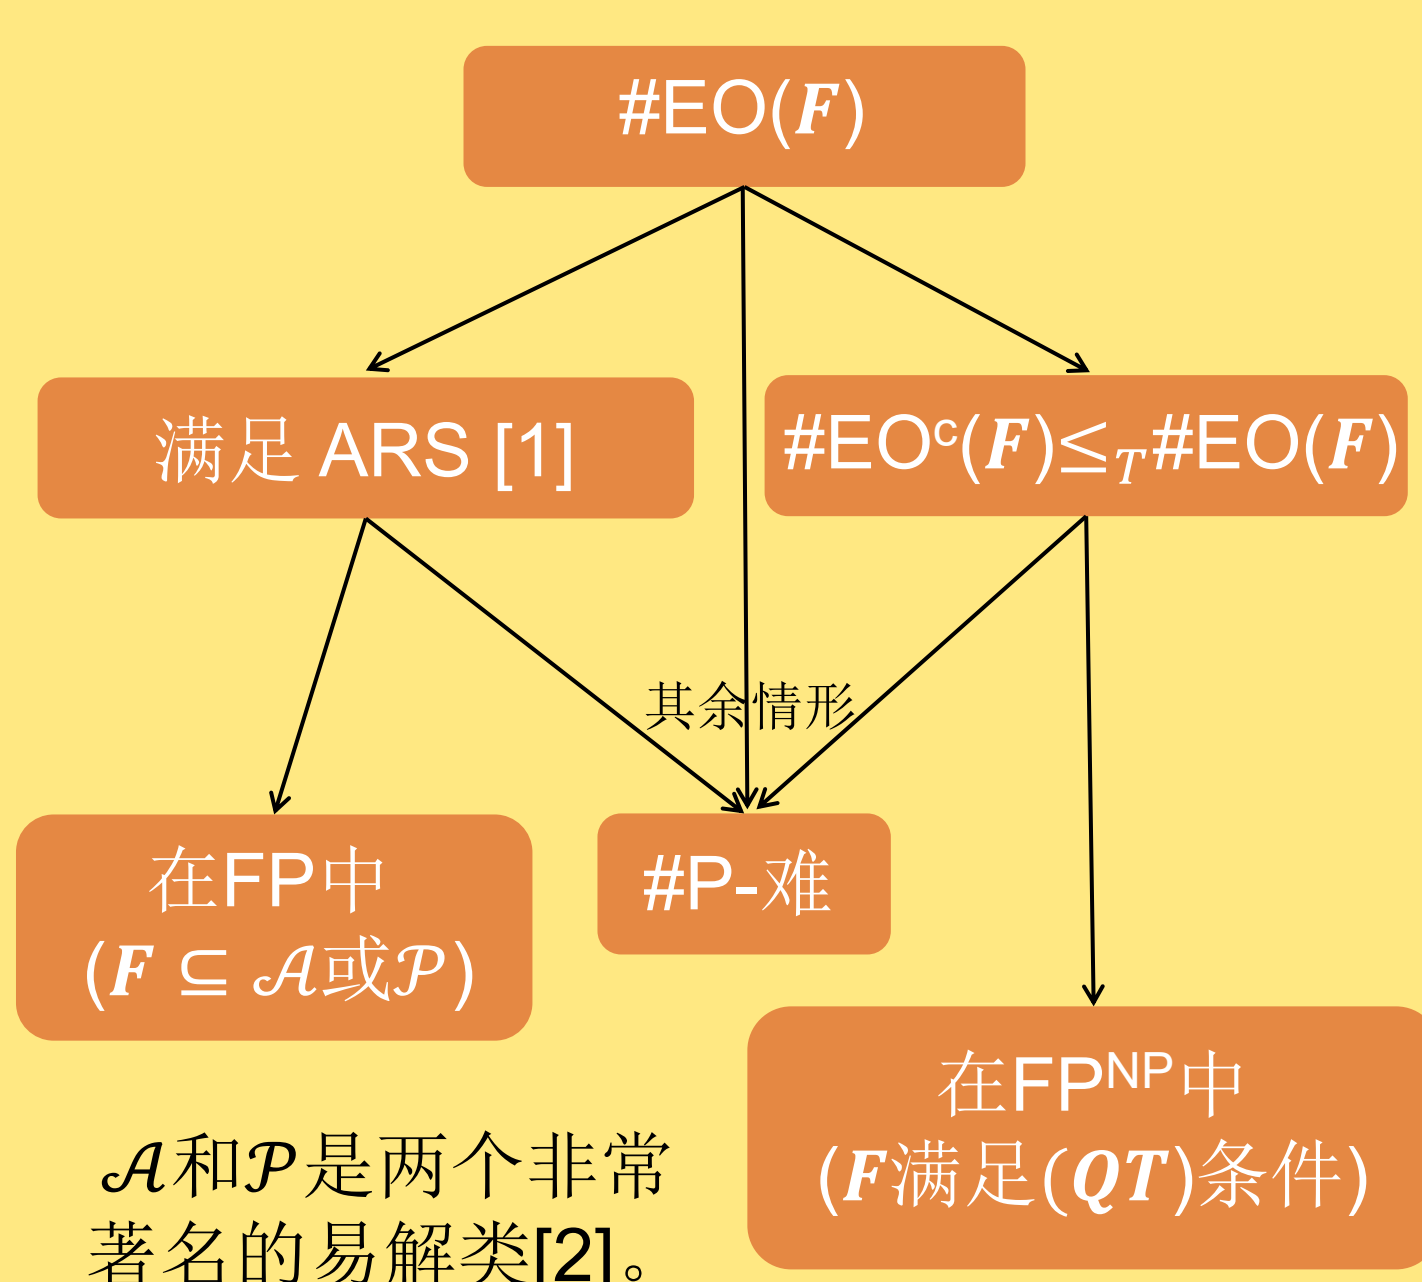 #EO(𝑭)
满足 ARS [1]
#EOᶜ(𝑭)≤_T#EO(𝑭)
其余情形
在FP中
(𝑭 ⊆ 𝒜或𝒫)
#P-难
在FPᴺᴾ中
(𝑭满足(𝑸𝑻)条件)
𝒜和𝒫是两个非常
著名的易解类[2]。